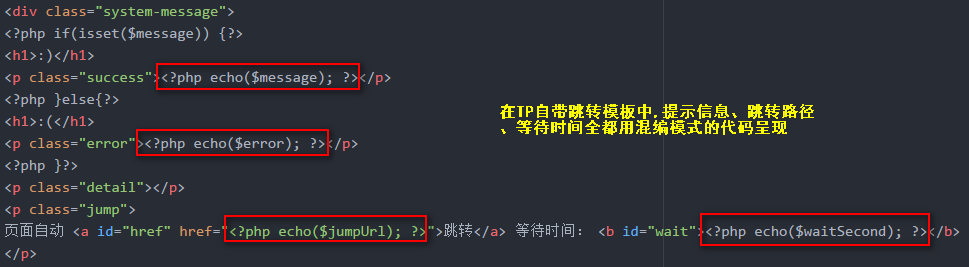 <div class="system-message">
<?php if(isset($message)) {?>
<h1>:)</h1>
<p class="success"><?php echo($message); ?></p>
<?php }else{?>
<h1>:(</h1>
<p class="error"><?php echo($error); ?></p>
<?php }?>
<p class="detail"></p>
<p class="jump">
页面自动 <a id="href" href="<?php echo($jumpUrl); ?>">跳转</a> 等待时间： <b id="wait"><?php echo($waitSecond); ?></b>
</p>
在TP自带跳转模板中,提示信息、跳转路径
、等待时间全都用混编模式的代码呈现